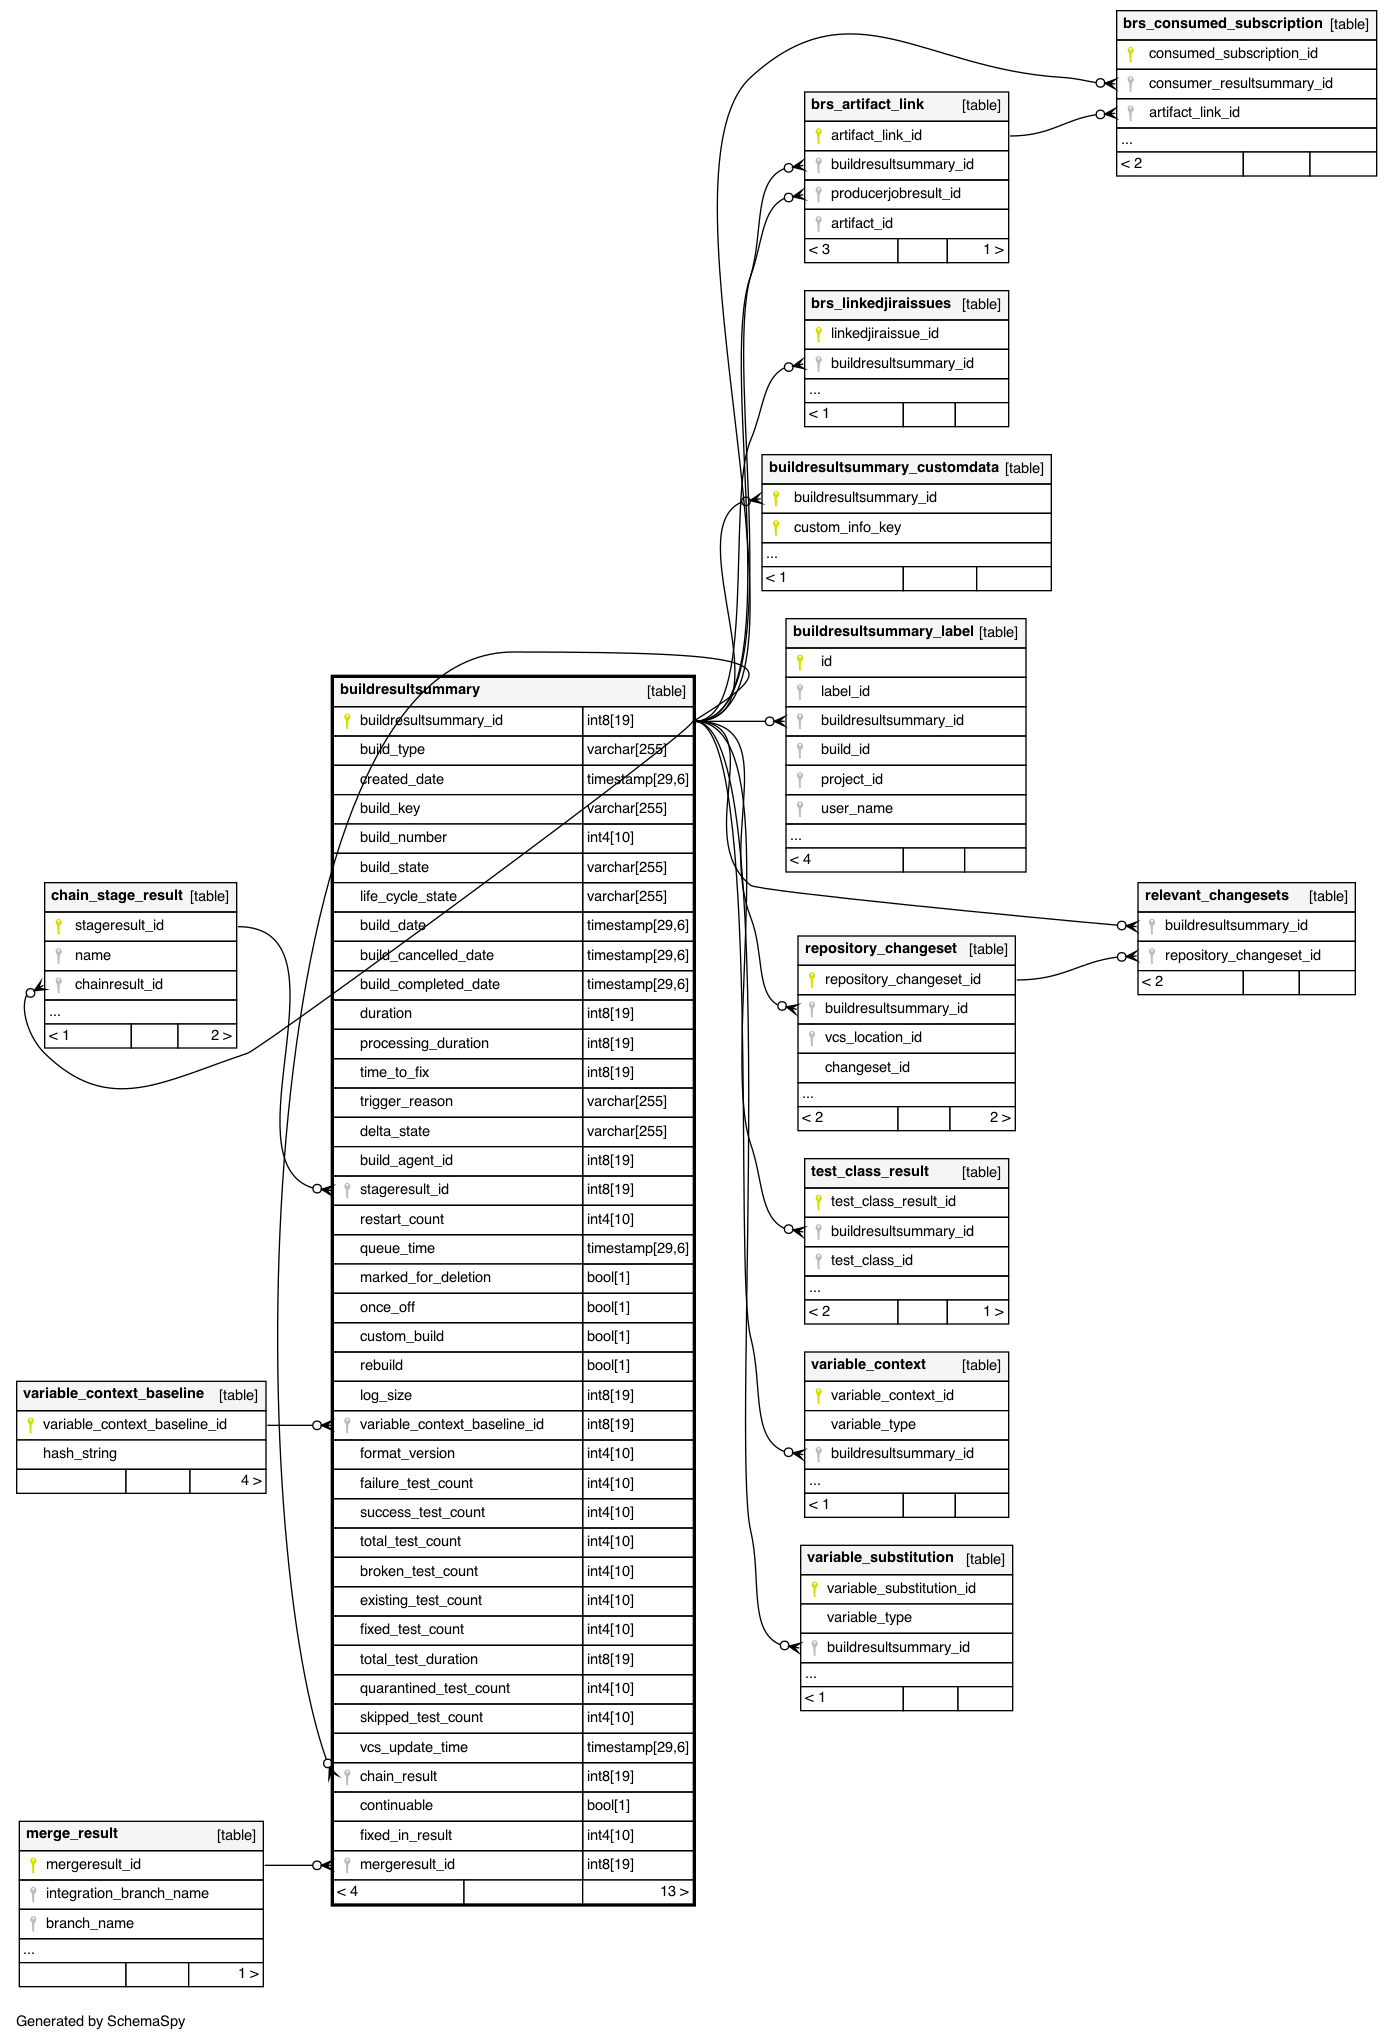 brs_consumed_subscription [table]
consumed_subscription_id
consumer_resultsummary_id
artifact_link_id
...
< 2
brs_artifact_link [table]
artifact_link_id
buildresultsummary_id
producerjobresult_id
artifact_id
< 3 1 >
brs_linkedjiraissues [table]
linkedjiraissue_id
buildresultsummary_id
...
< 1
buildresultsummary_customdata [table]
buildresultsummary_id
custom_info_key
...
< 1
buildresultsummary_label [table]
id
label_id
buildresultsummary_id
build_id
project_id
user_name
...
< 4
buildresultsummary [table]
buildresultsummary_id int8[19]
build_type varchar[255]
created_date timestamp[29,6]
build_key varchar[255]
build_number int4[10]
build_state varchar[255]
life_cycle_state varchar[255]
build_date timestamp[29,6]
build_cancelled_date timestamp[29,6]
build_completed_date timestamp[29,6]
duration int8[19]
processing_duration int8[19]
time_to_fix int8[19]
trigger_reason varchar[255]
delta_state varchar[255]
build_agent_id int8[19]
stageresult_id int8[19]
restart_count int4[10]
queue_time timestamp[29,6]
marked_for_deletion bool[1]
once_off bool[1]
custom_build bool[1]
rebuild bool[1]
log_size int8[19]
variable_context_baseline_id int8[19]
format_version int4[10]
failure_test_count int4[10]
success_test_count int4[10]
total_test_count int4[10]
broken_test_count int4[10]
existing_test_count int4[10]
fixed_test_count int4[10]
total_test_duration int8[19]
quarantined_test_count int4[10]
skipped_test_count int4[10]
vcs_update_time timestamp[29,6]
chain_result int8[19]
continuable bool[1]
fixed_in_result int4[10]
mergeresult_id int8[19]
< 4 13 >
chain_stage_result [table]
stageresult_id
name
chainresult_id
...
< 1 2 >
relevant_changesets [table]
buildresultsummary_id
repository_changeset_id
< 2
repository_changeset [table]
repository_changeset_id
buildresultsummary_id
vcs_location_id
changeset_id
...
< 2 2 >
test_class_result [table]
test_class_result_id
buildresultsummary_id
test_class_id
...
< 2 1 >
variable_context [table]
variable_context_id
variable_type
buildresultsummary_id
...
< 1
variable_context_baseline [table]
variable_context_baseline_id
hash_string
4 >
variable_substitution [table]
variable_substitution_id
variable_type
buildresultsummary_id
...
< 1
merge_result [table]
mergeresult_id
integration_branch_name
branch_name
...
1 >
Generated by SchemaSpy